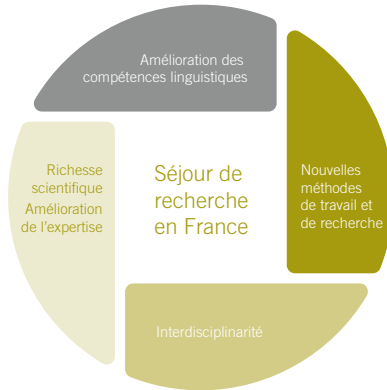 Amélioration des
compétences linguistiques
Richesse
scientifique
Amélioration
de l'expertise
Séjour de
recherche
en France
Nouvelles
méthodes
de travail et
de recherche
Interdisciplinarité